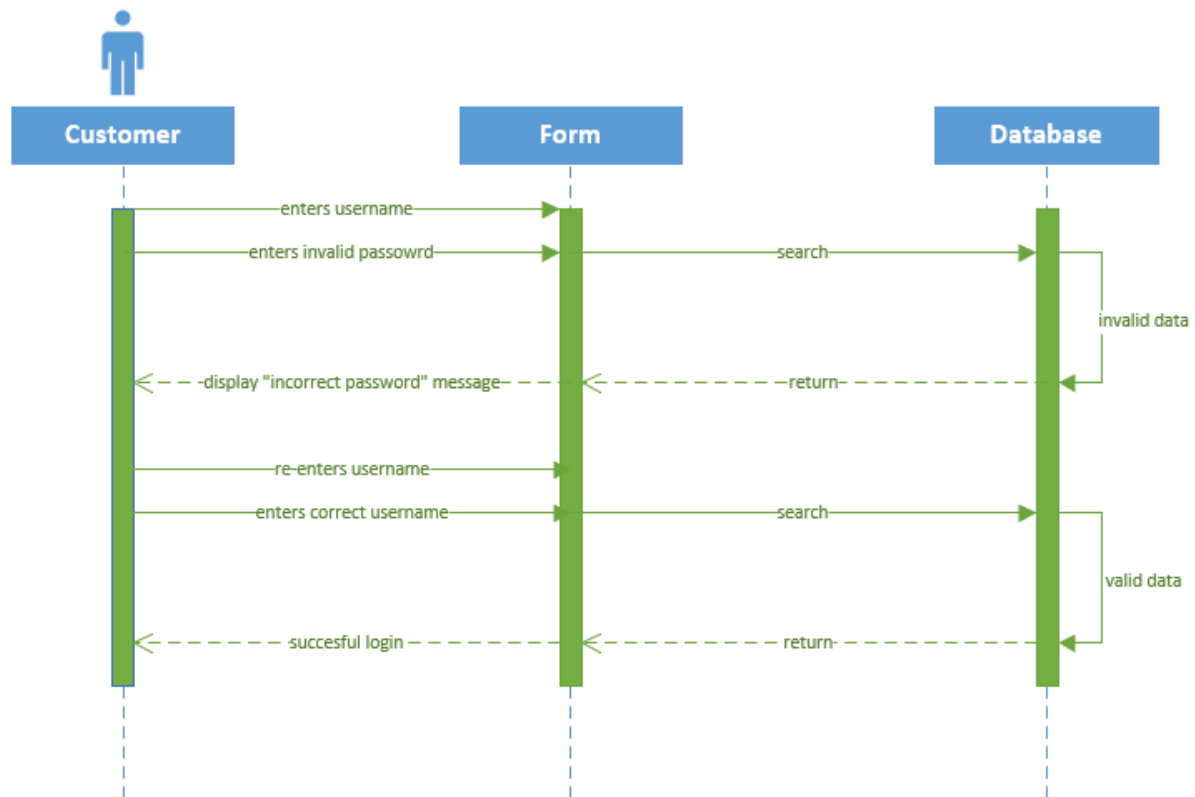 Customer
Form
Database
enters username
enters invalid passowrd
search
invalid data
display "incorrect password" message
return
re-enters username
enters correct username
search
valid data
succesful login
return